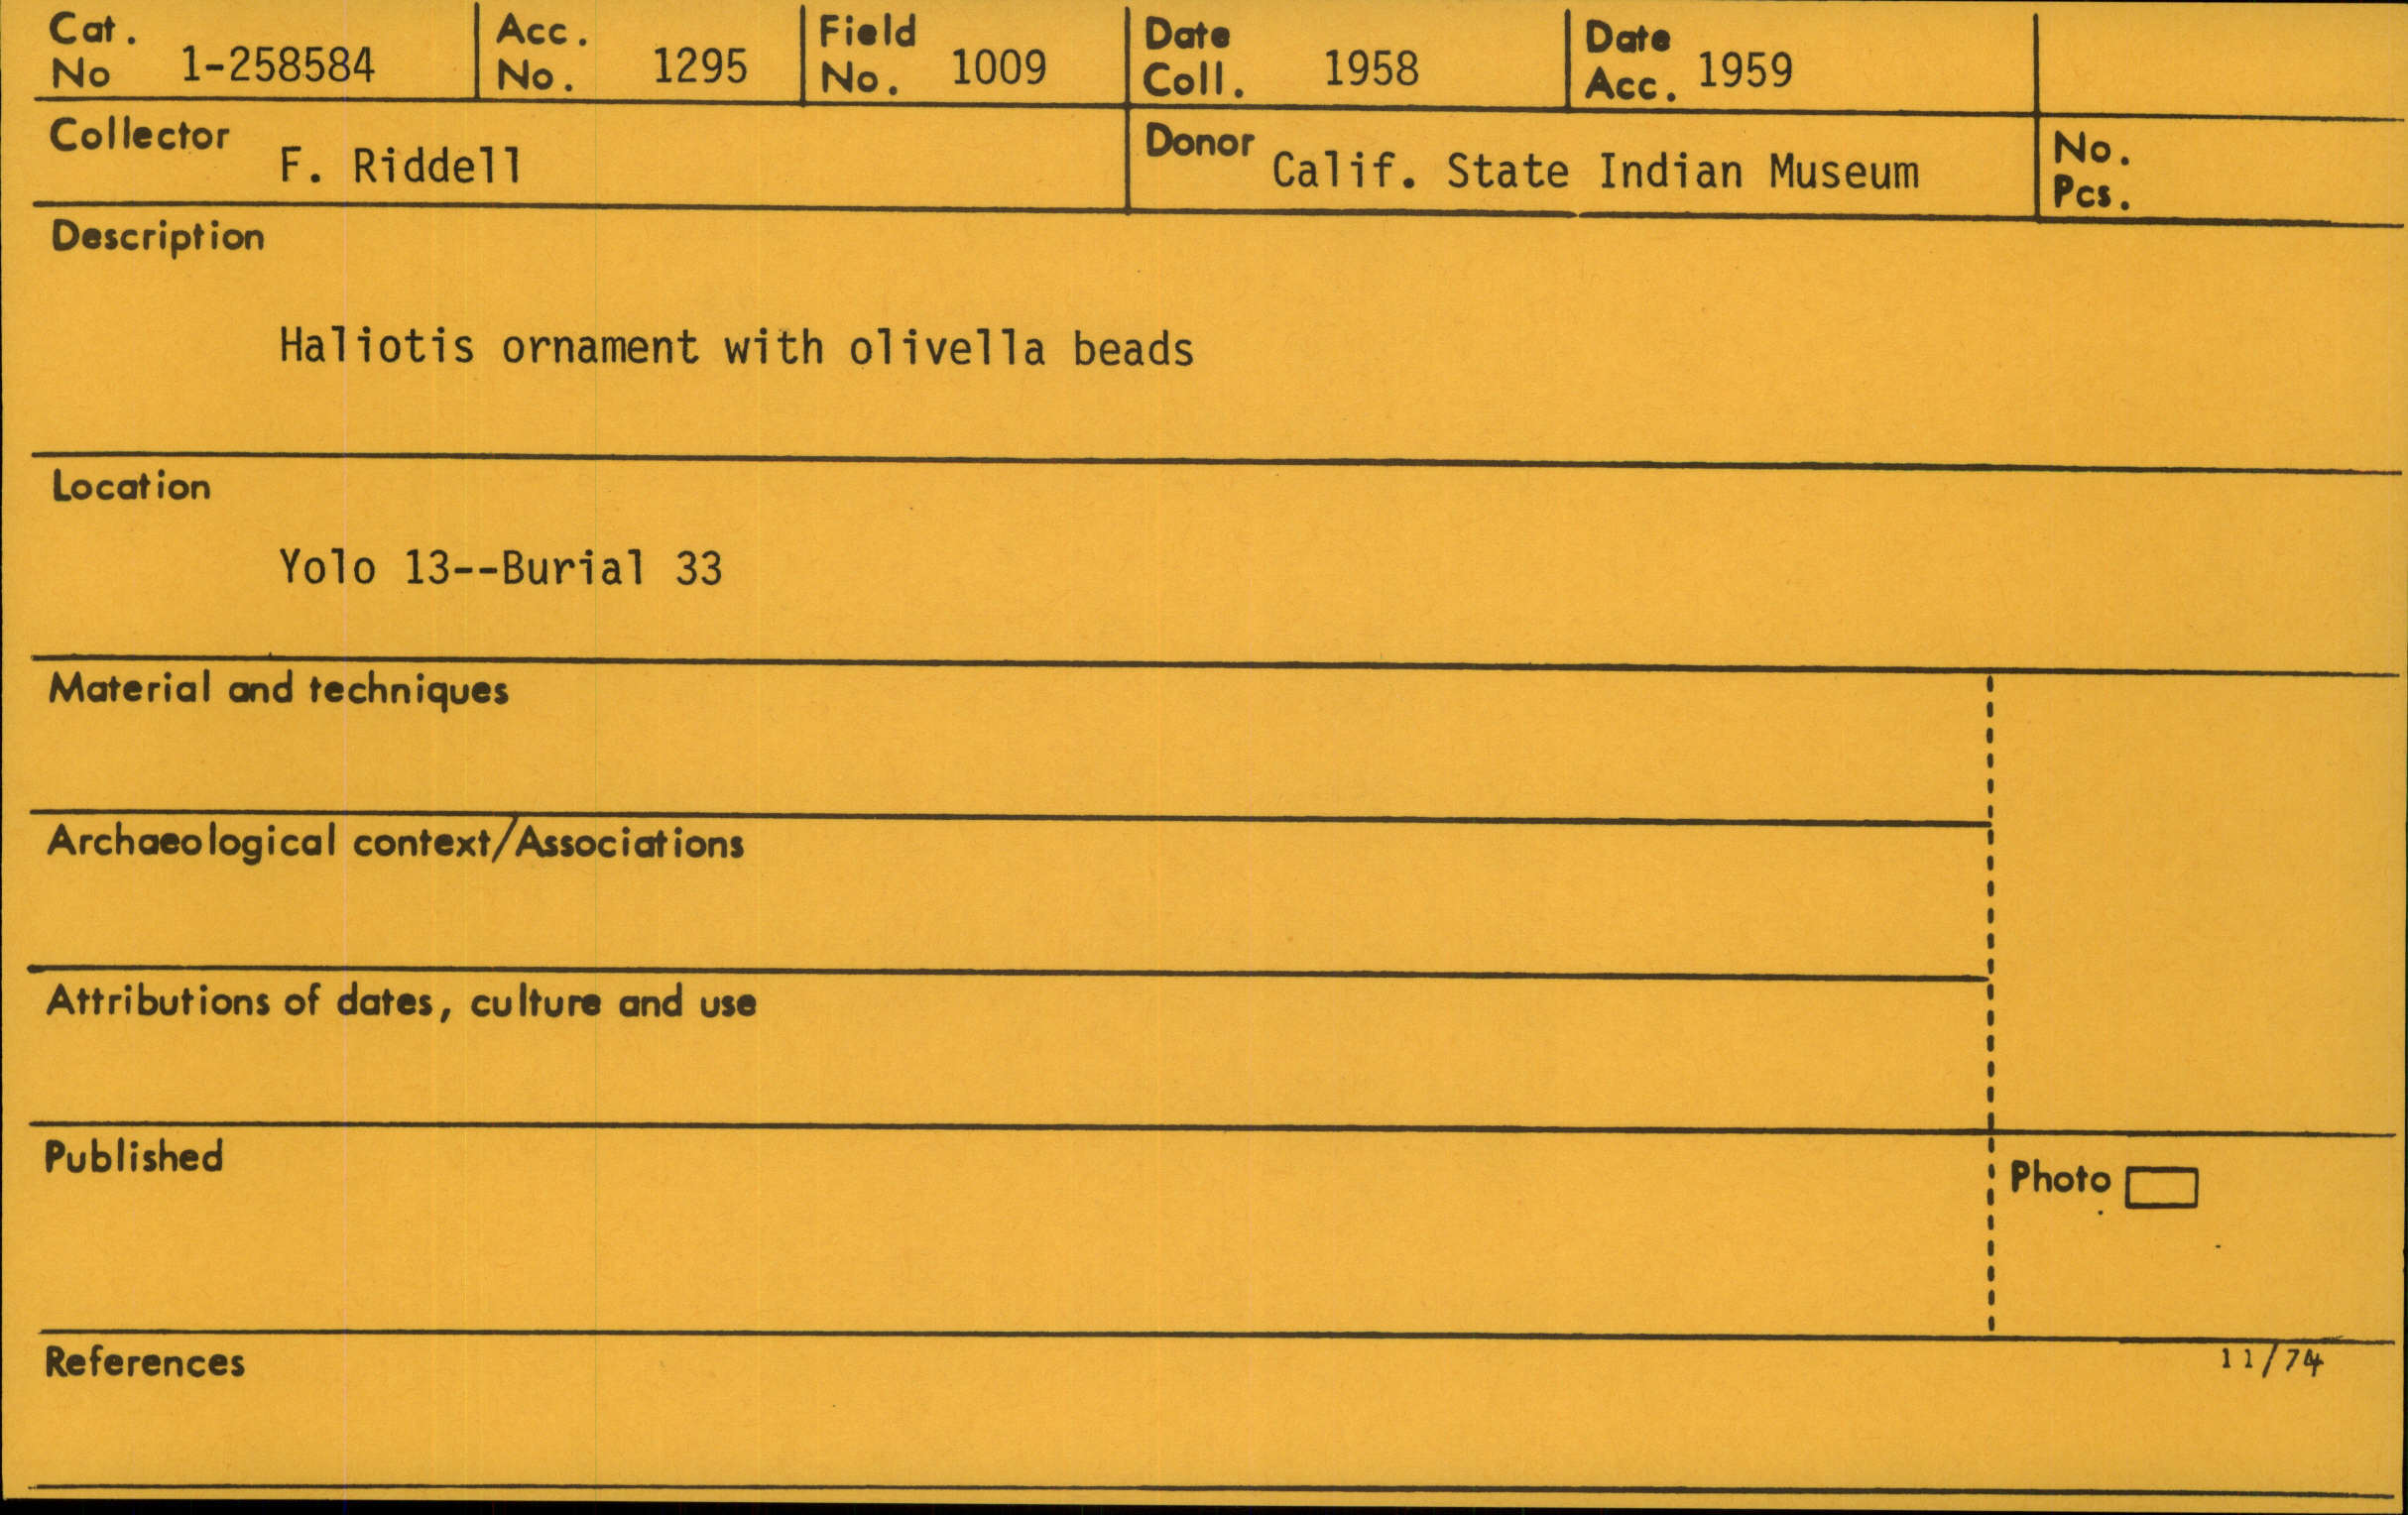 Cat. No 1-258584 Acc. No. 1295 Field No. 1009 Date Coll. 1958 Date Acc. 1959
Collector F. Riddell Donor Calif. State Indian Museum No. Pcs.
Description
Haliotis ornament with olivella beads
Location
Yolo 13--Burial 33
Material and techniques
Archaeological context/Associations
Attributions of dates, culture and use
Published
Photo
References
11/74